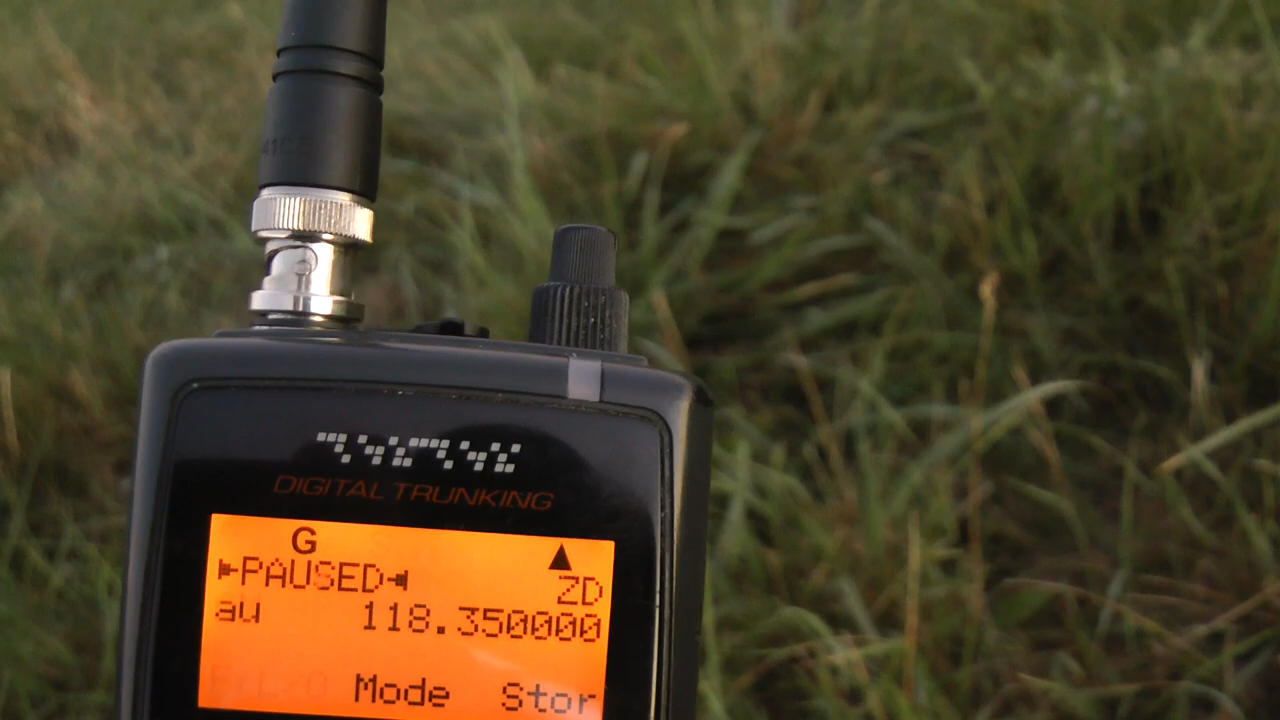 DIGITAL TRUNKING
G
PAUSED
ZD
au 118.350000
Mode Stor